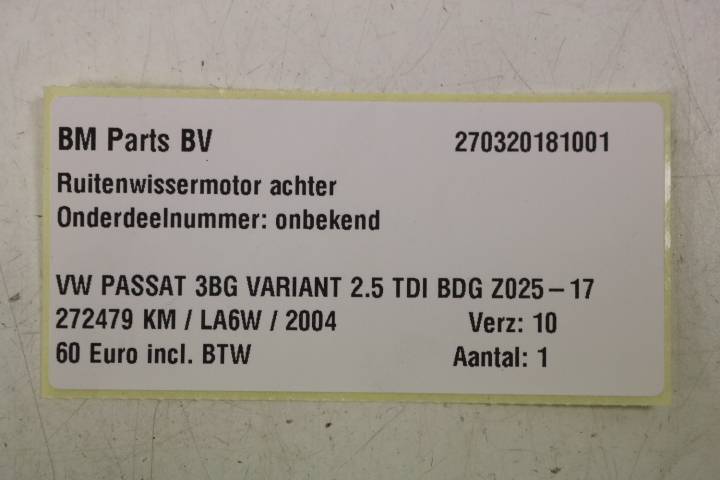 BM Parts BV 270320181001
Ruitenwissermotor achter
Onderdeelnummer: onbekend
VW PASSAT 3BG VARIANT 2.5 TDI BDG Z025-17
272479 KM / LA6W / 2004 Verz: 10
60 Euro incl. BTW Aantal: 1